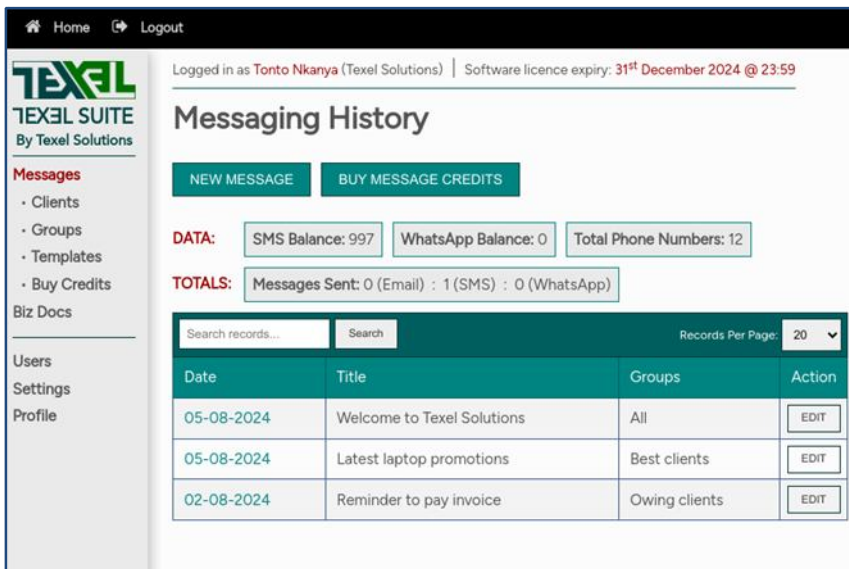 Home Logout
TEXEL
TEXEL SUITE
By Texel Solutions
Messages
· Clients
· Groups
· Templates
· Buy Credits
Biz Docs
Users
Settings
Profile
Logged in as Tonto Nkanya (Texel Solutions) | Software licence expiry: 31st December 2024 @ 23:59
Messaging History
NEW MESSAGE BUY MESSAGE CREDITS
DATA: SMS Balance: 997 WhatsApp Balance: 0 Total Phone Numbers: 12
TOTALS: Messages Sent: 0 (Email) : 1 (SMS) : 0 (WhatsApp)
Search records... Search Records Per Page: 20
Date Title Groups Action
05-08-2024 Welcome to Texel Solutions All EDIT
05-08-2024 Latest laptop promotions Best clients EDIT
02-08-2024 Reminder to pay invoice Owing clients EDIT